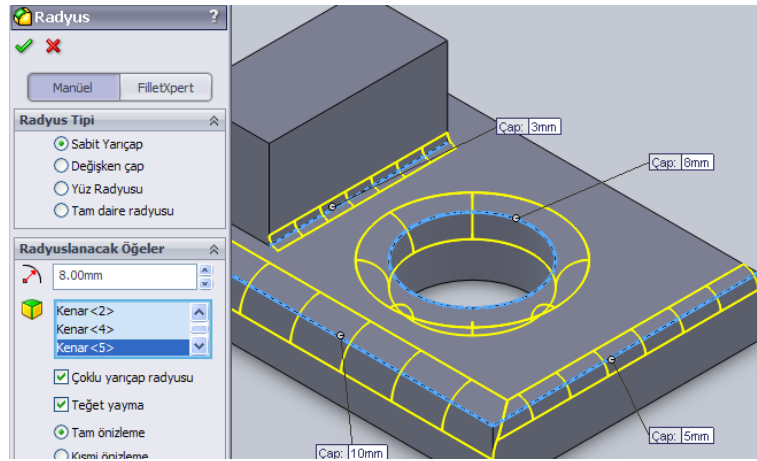 Radyus ?
Manüel FilletXpert
Radyus Tipi
Sabit Yarıçap
Değişken çap
Yüz Radyusu
Tam daire radyusu
Radyuslanacak Öğeler
8.00mm
Kenar<2>
Kenar<4>
Kenar<5>
Çoklu yarıçap radyusu
Teğet yayma
Tam önizleme
Kısmi önizleme
Çap: 3mm
Çap: 8mm
Çap: 5mm
Çap: 10mm